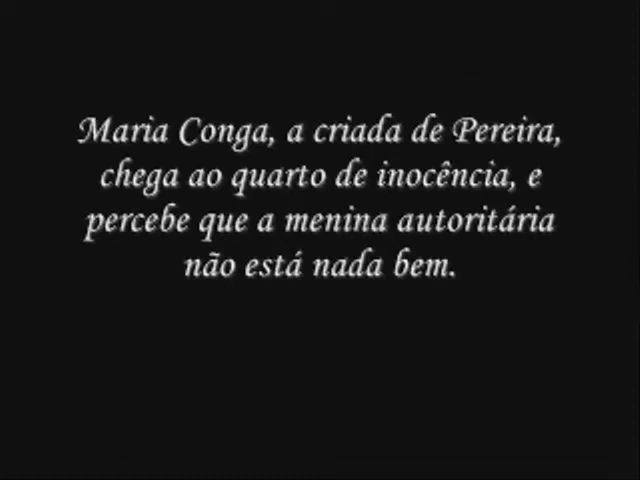 Maria Conga, a criada de Pereira,
chega ao quarto de inocência, e
percebe que a menina autoritária
não está nada bem.